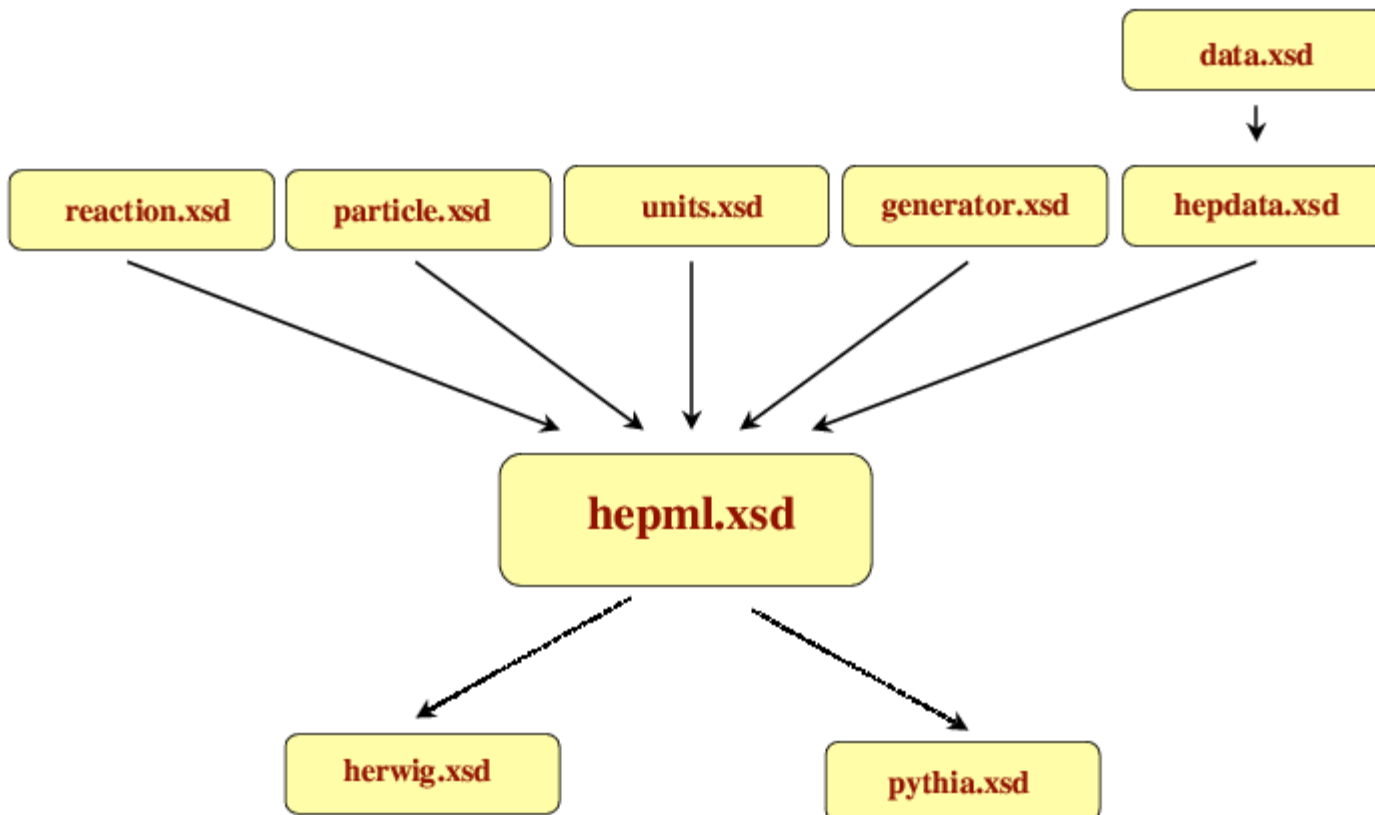 data.xsd
reaction.xsd
particle.xsd
units.xsd
generator.xsd
hepdata.xsd
hepml.xsd
herwig.xsd
pythia.xsd